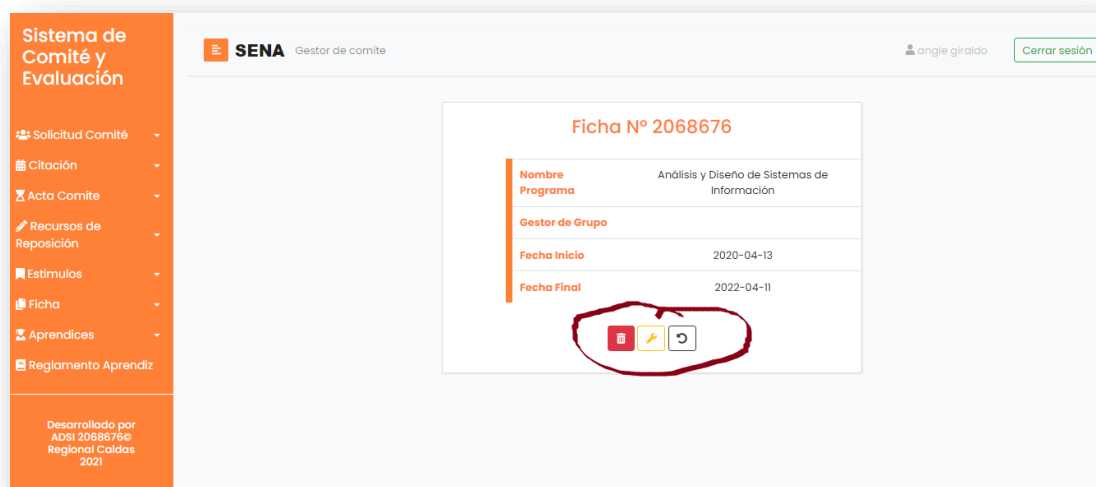 Sistema de
Comité y
Evaluación
SENA Gestor de comite
angie giraldo
Cerrar sesión
Solicitud Comité
Citación
Acta Comite
Recursos de
Reposición
Estimulos
Ficha
Aprendices
Reglamento Aprendiz
Desarrollado por
ADSI 2068676©
Regional Caldas
2021
Ficha N° 2068676
Nombre
Programa
Análisis y Diseño de Sistemas de
Información
Gestor de Grupo
Fecha Inicio 2020-04-13
Fecha Final 2022-04-11